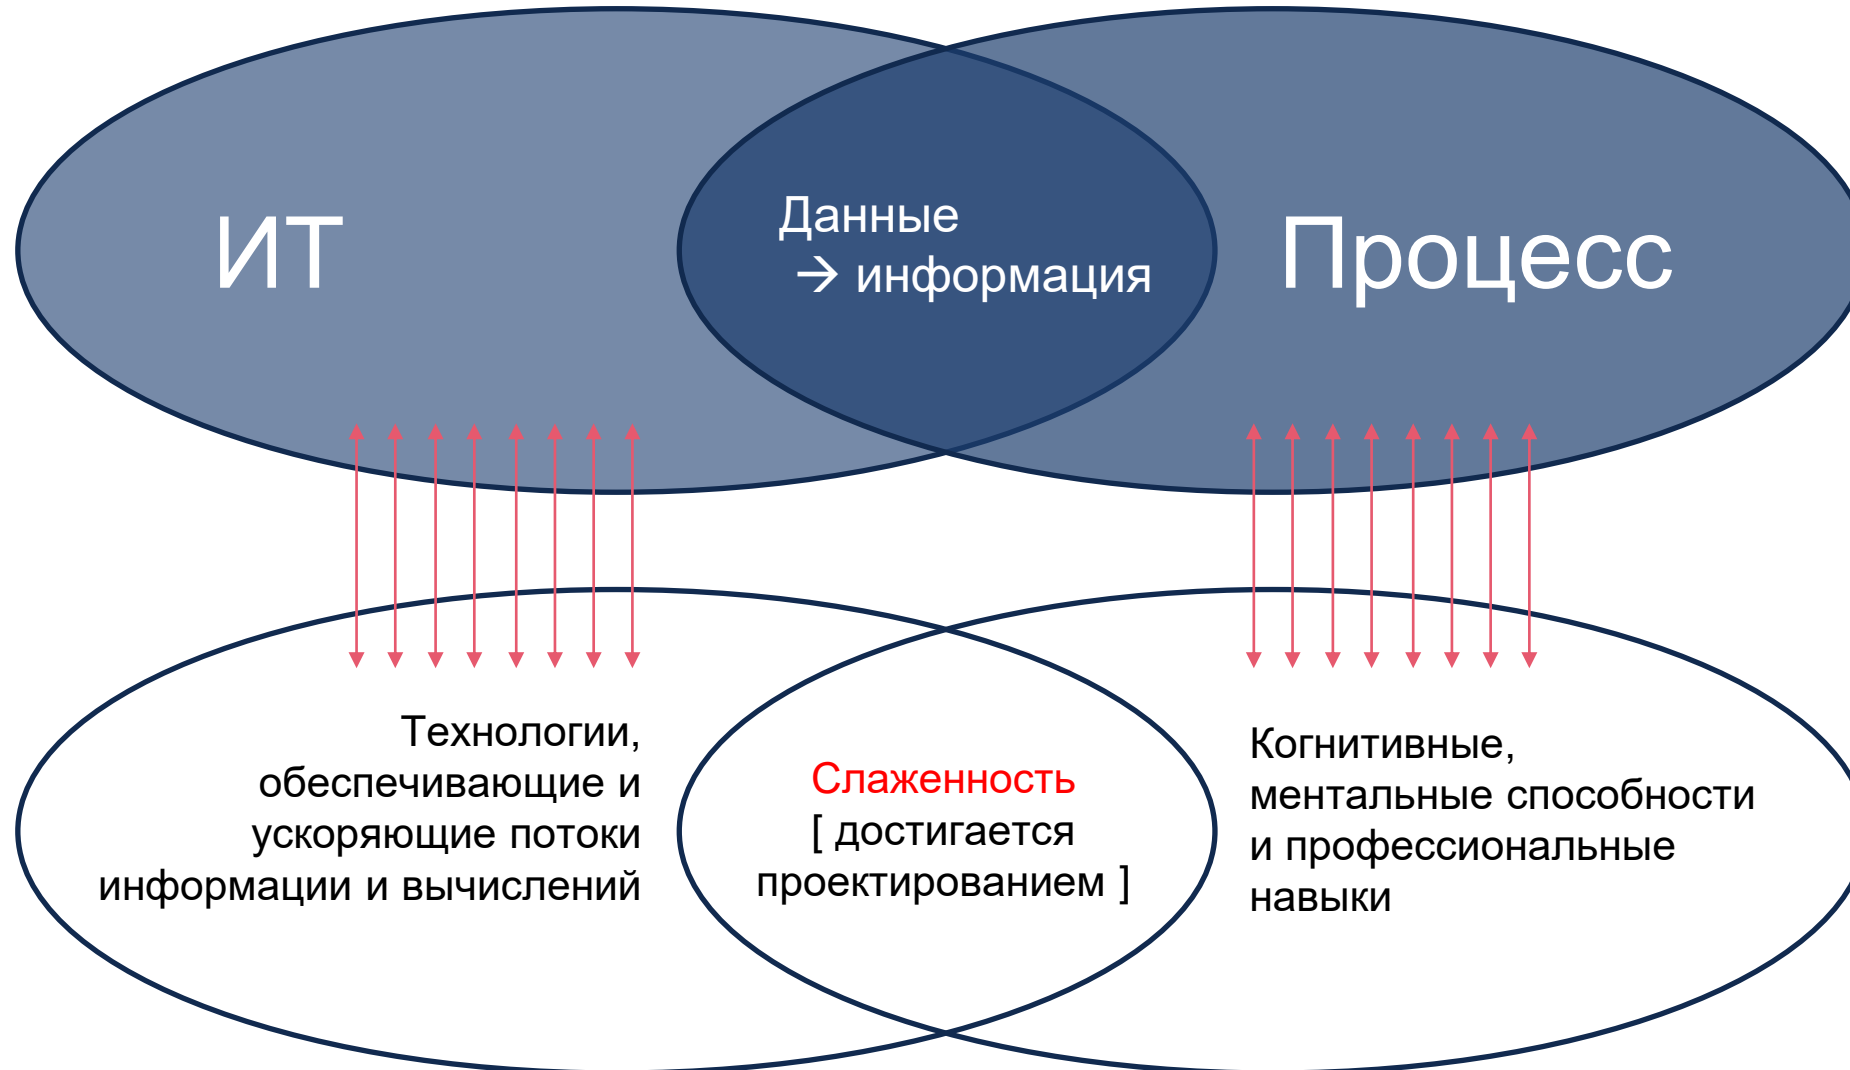 ИТ
Данные
→ информация
Процесс
Технологии,
обеспечивающие и
ускоряющие потоки
информации и вычислений
Слаженность
[ достигается
проектированием ]
Когнитивные,
ментальные способности
и профессиональные
навыки